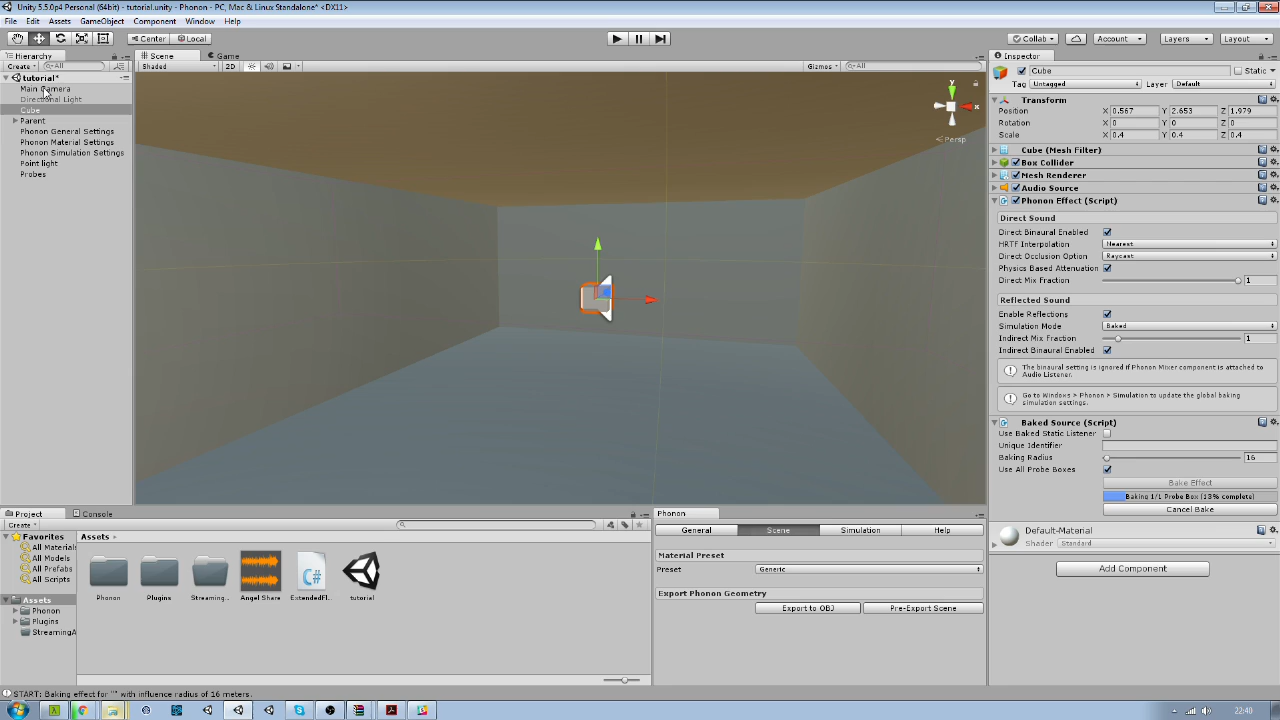 Unity 5.5.0p4 Personal (64bit) - tutorial.unity - Phonon - PC, Mac & Linux Standalone* <DX11>
File Edit Assets GameObject Component Window Help
Center Local Collab Account Layers Layout
Hierarchy
Create All
tutorial*
Main Camera
Directional Light
Cube
Parent
Phonon General Settings
Phonon Material Settings
Phonon Simulation Settings
Point light
Probes
Scene Game
Shaded 2D Gizmos All
y
x
Persp
Inspector
Cube Static
Tag Untagged Layer Default
Transform
Position X 0.567 Y 2.653 Z 1.979
Rotation X 0 Y 0 Z 0
Scale X 0.4 Y 0.4 Z 0.4
Cube (Mesh Filter)
Box Collider
Mesh Renderer
Audio Source
Phonon Effect (Script)
Direct Sound
Direct Binaural Enabled
HRTF Interpolation Nearest
Direct Occlusion Option Raycast
Physics Based Attenuation
Direct Mix Fraction 1
Reflected Sound
Enable Reflections
Simulation Mode Baked
Indirect Mix Fraction 1
Indirect Binaural Enabled
The binaural setting is ignored if Phonon Mixer component is attached to
Audio Listener.
Go to Windows > Phonon > Simulation to update the global baking
simulation settings.
Baked Source (Script)
Use Baked Static Listener
Unique Identifier
Baking Radius 16
Use All Probe Boxes
Bake Effect
Baking 1/1 Probe Box (13% complete)
Cancel Bake
Default-Material
Shader Standard
Add Component
Project Console
Create
Favorites
All Materials
All Models
All Prefabs
All Scripts
Assets
Phonon
Plugins
StreamingA
Assets
Phonon Plugins Streaming... Angel Share ExtendedFl... tutorial
C#
Phonon
General Scene Simulation Help
Material Preset
Preset Generic
Export Phonon Geometry
Export to OBJ Pre-Export Scene
START: Baking effect for "" with influence radius of 16 meters.
22:40